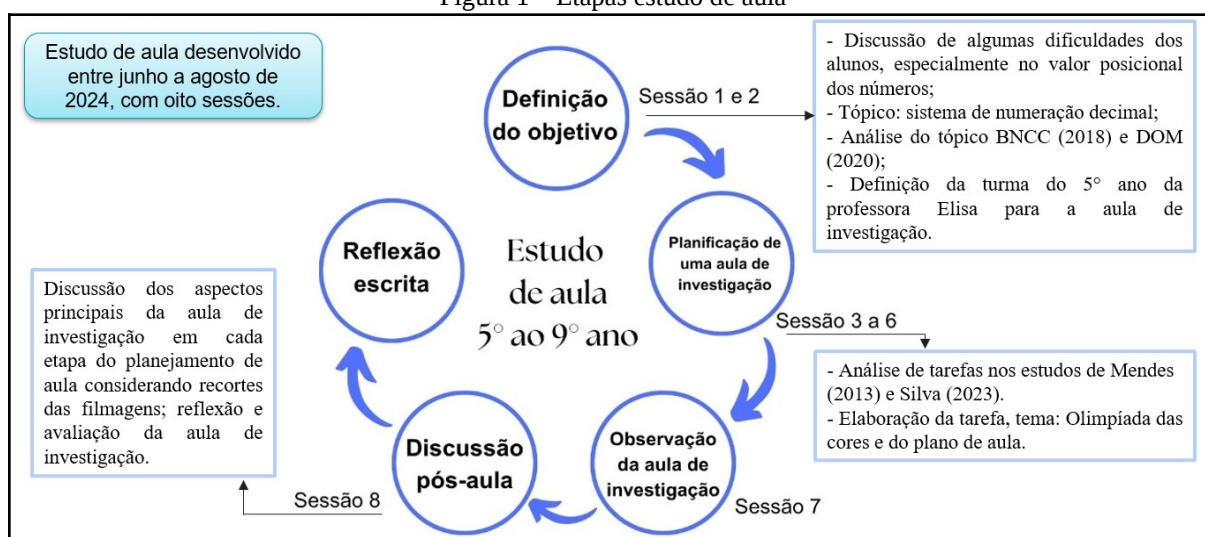 Figura 1 – Etapas estudo de aula
Estudo de aula desenvolvido
entre junho a agosto de
2024, com oito sessões.
Definição
do objetivo
Sessão 1 e 2
- Discussão de algumas dificuldades dos
alunos, especialmente no valor posicional
dos números;
- Tópico: sistema de numeração decimal;
- Análise do tópico BNCC (2018) e DOM
(2020);
- Definição da turma do 5° ano da
professora Elisa para a aula de
investigação.
Planificação de
uma aula de
investigação
Sessão 3 a 6
- Análise de tarefas nos estudos de Mendes
(2013) e Silva (2023).
- Elaboração da tarefa, tema: Olimpíada das
cores e do plano de aula.
Observação
da aula de
investigação
Sessão 7
Discussão
pós-aula
Sessão 8
Discussão dos aspectos
principais da aula de
investigação em cada
etapa do planejamento de
aula considerando recortes
das filmagens; reflexão e
avaliação da aula de
investigação.
Reflexão
escrita
Estudo
de aula
5° ao 9° ano